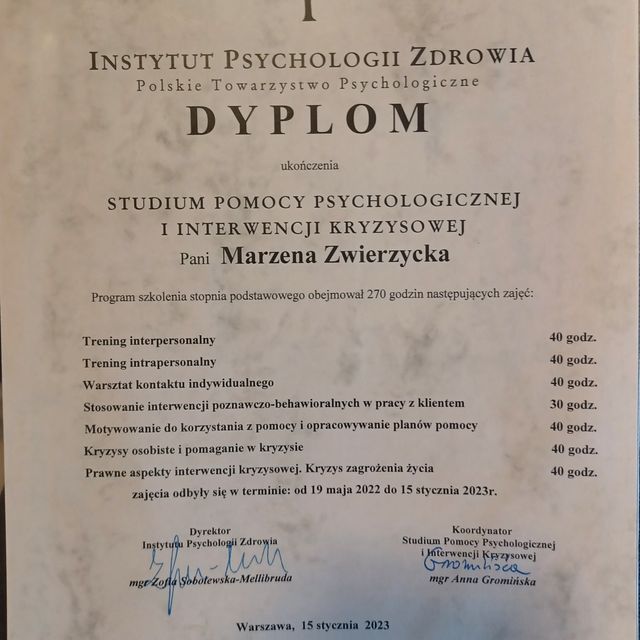 INSTYTUT PSYCHOLOGII ZDROWIA
Polskie Towarzystwo Psychologiczne
DYPLOM
ukończenia
STUDIUM POMOCY PSYCHOLOGICZNEJ
I INTERWENCJI KRYZYSOWEJ
Pani Marzena Zwierzycka
Program szkolenia stopnia podstawowego obejmował 270 godzin następujących zajęć:
Trening interpersonalny 40 godz.
Trening intrapersonalny 40 godz.
Warsztat kontaktu indywidualnego 40 godz.
Stosowanie interwencji poznawczo-behawioralnych w pracy z klientem 30 godz.
Motywowanie do korzystania z pomocy i opracowywanie planów pomocy 40 godz.
Kryzysy osobiste i pomaganie w kryzysie 40 godz.
Prawne aspekty interwencji kryzysowej. Kryzys zagrożenia życia 40 godz.
zajęcia odbyły się w terminie: od 19 maja 2022 do 15 stycznia 2023r.
Dyrektor
Instytutu Psychologii Zdrowia
mgr Zofia Sobolewska-Mellibruda
Koordynator
Studium Pomocy Psychologicznej
i Interwencji Kryzysowej
mgr Anna Gromińska
Warszawa, 15 stycznia 2023